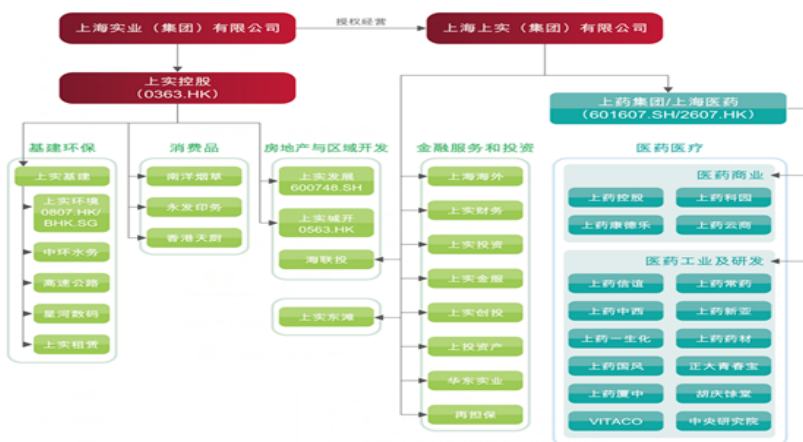 上海实业（集团）有限公司
授权经营
上海上实（集团）有限公司
上实控股
（0363.HK）
上药集团/上海医药
（601607.SH/2607.HK）
基建环保
消费品
房地产与区域开发
金融服务和投资
医药医疗
上实基建
上实环境
0807.HK/
BHK.SG
中环水务
高速公路
星河数码
上实租赁
南洋烟草
永发印务
香港天厨
上实发展
600748.SH
上实城开
0563.HK
海联投
上实东滩
上海海外
上实财务
上实投资
上实金服
上实创投
上投资产
华东实业
再担保
医药商业
上药控股
上药科园
上药康德乐
上药云商
医药工业及研发
上药信谊
上药常药
上药中西
上药新亚
上药一生化
上药药材
上药国风
正大青春宝
上药厦中
胡庆馀堂
VITACO
中央研究院